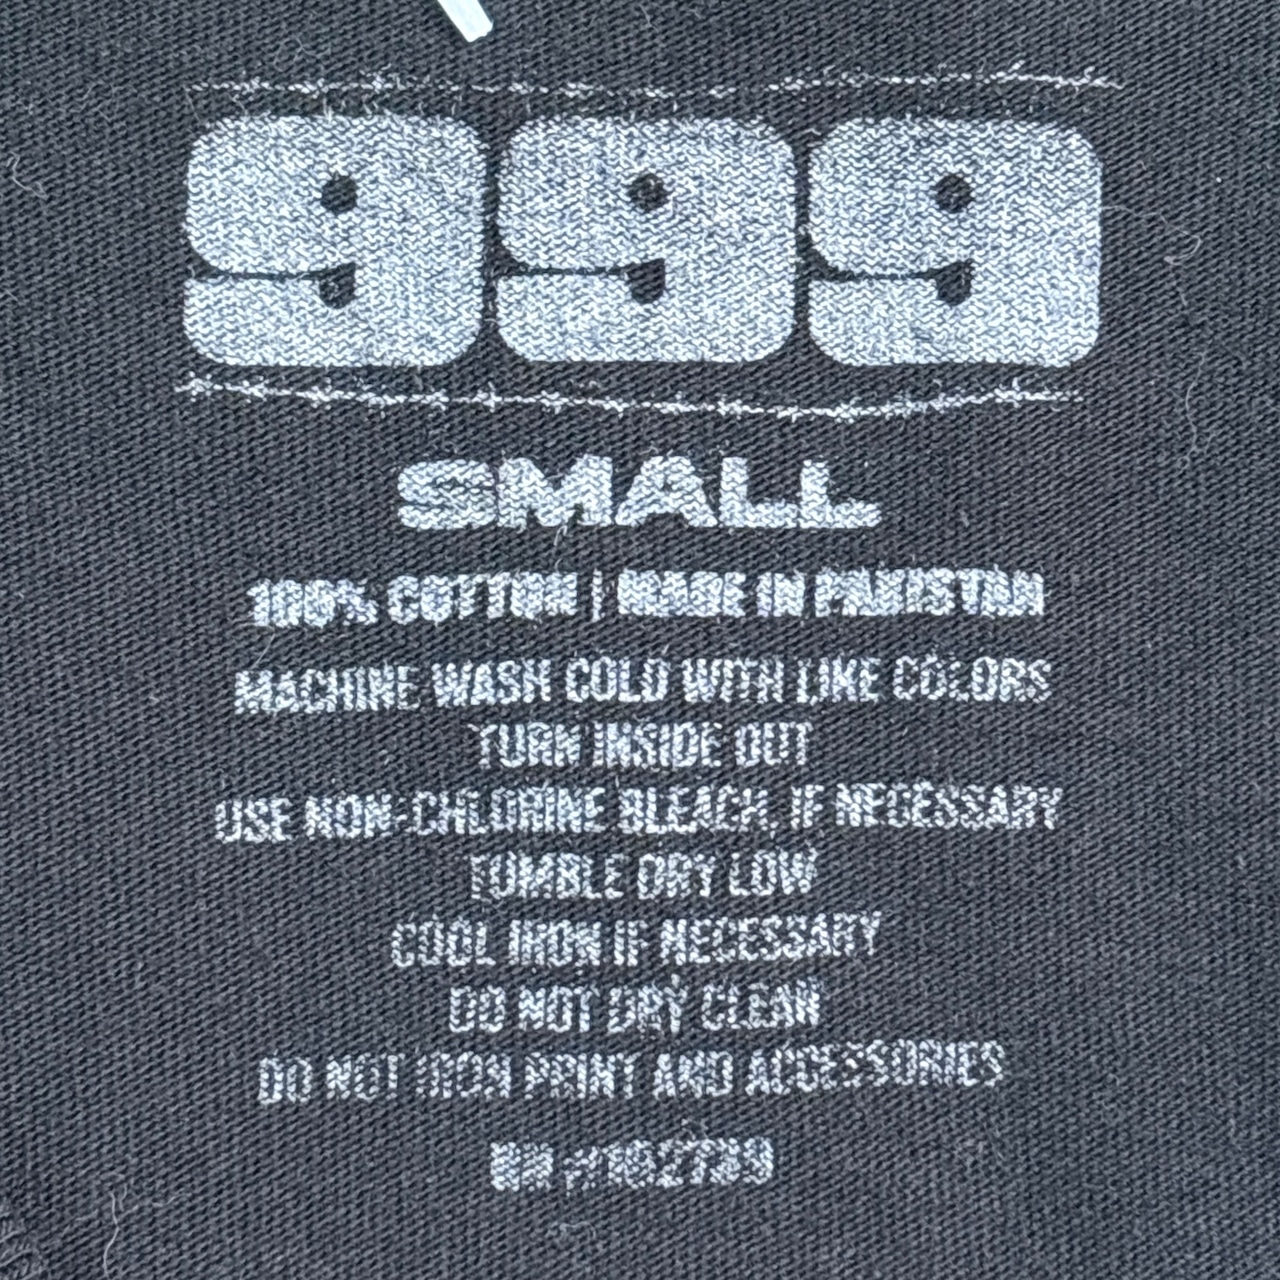 999
SMALL
100% COTTON | MADE IN PAKISTAN
MACHINE WASH COLD WITH LIKE COLORS
TURN INSIDE OUT
USE NON-CHLORINE BLEACH, IF NECESSARY
TUMBLE DRY LOW
COOL IRON IF NECESSARY
DO NOT DRY CLEAN
DO NOT IRON PRINT AND ACCESSORIES